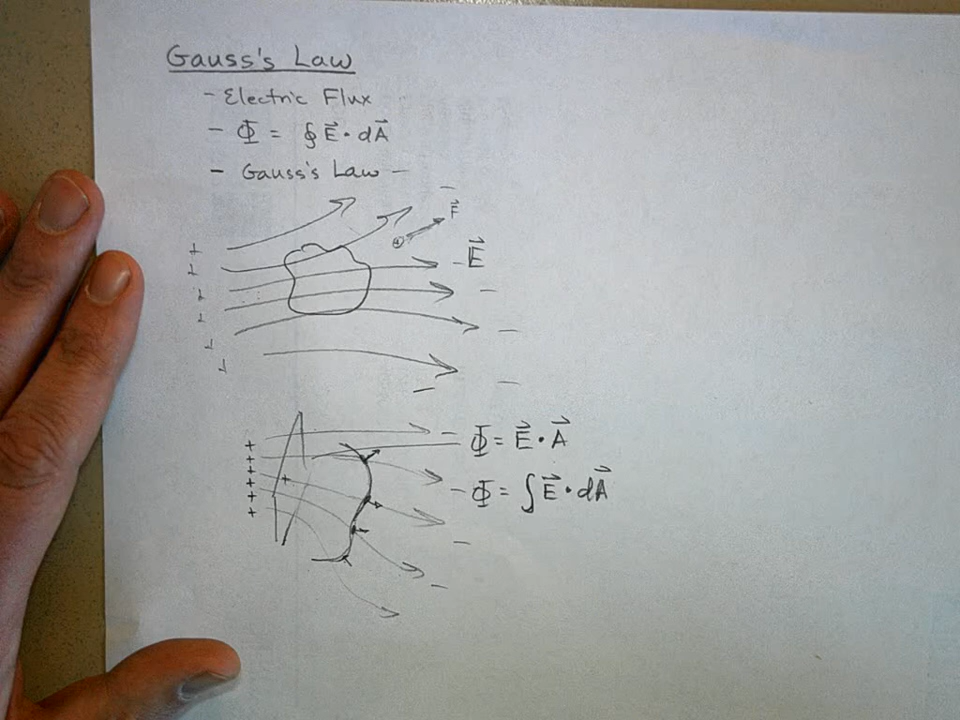 Gauss's Law
- Electric Flux
- Φ = ∮ E⃗ · dA⃗
- Gauss's Law -
F⃗
E⃗
Φ = E⃗ · A⃗
Φ = ∫ E⃗ · dA⃗